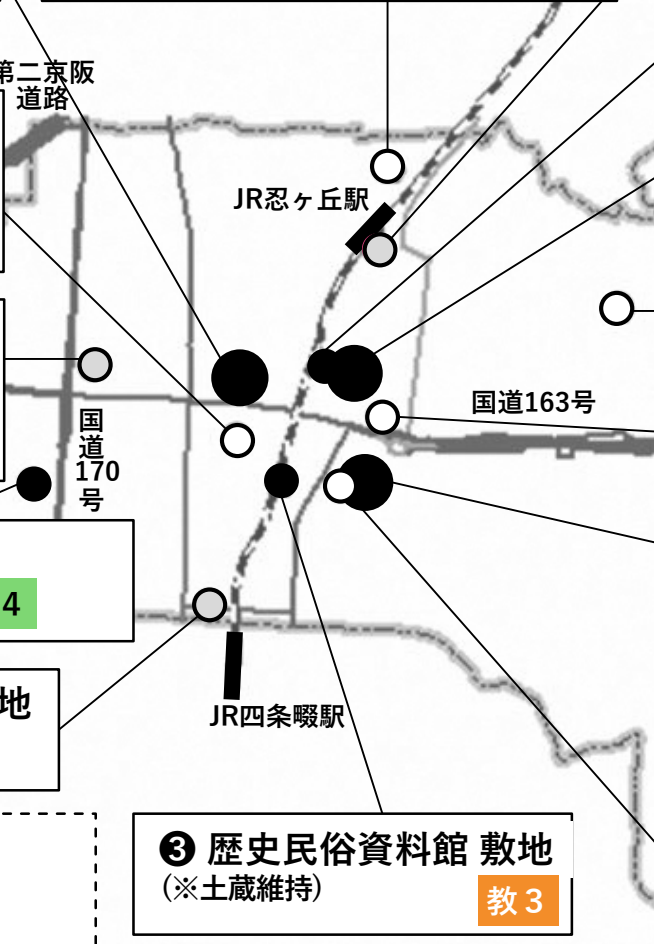 第二京阪
道路
JR忍ヶ丘駅
国道163号
国
道
170
号
4
地
JR四条畷駅
❸ 歴史民俗資料館 敷地
(※土蔵維持)
教３